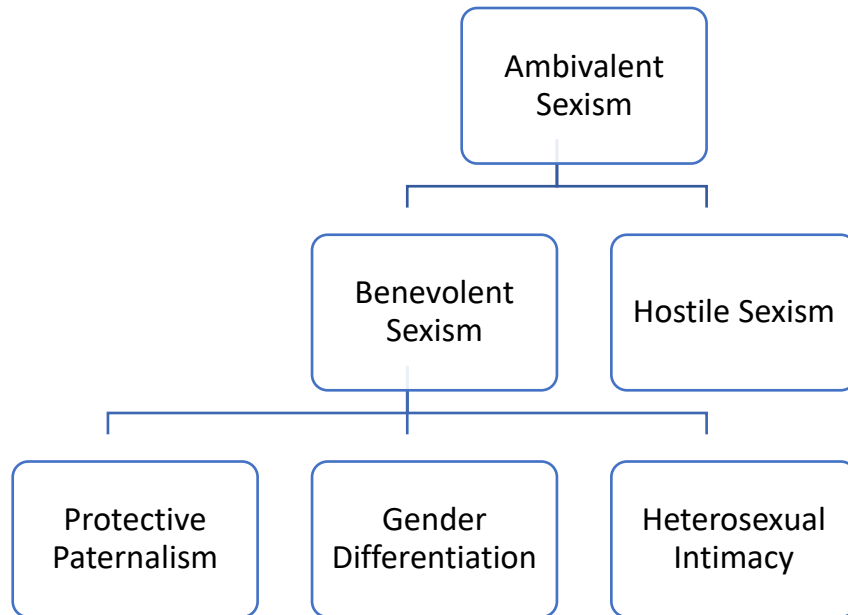 Ambivalent
Sexism
Benevolent
Sexism
Hostile Sexism
Protective
Paternalism
Gender
Differentiation
Heterosexual
Intimacy